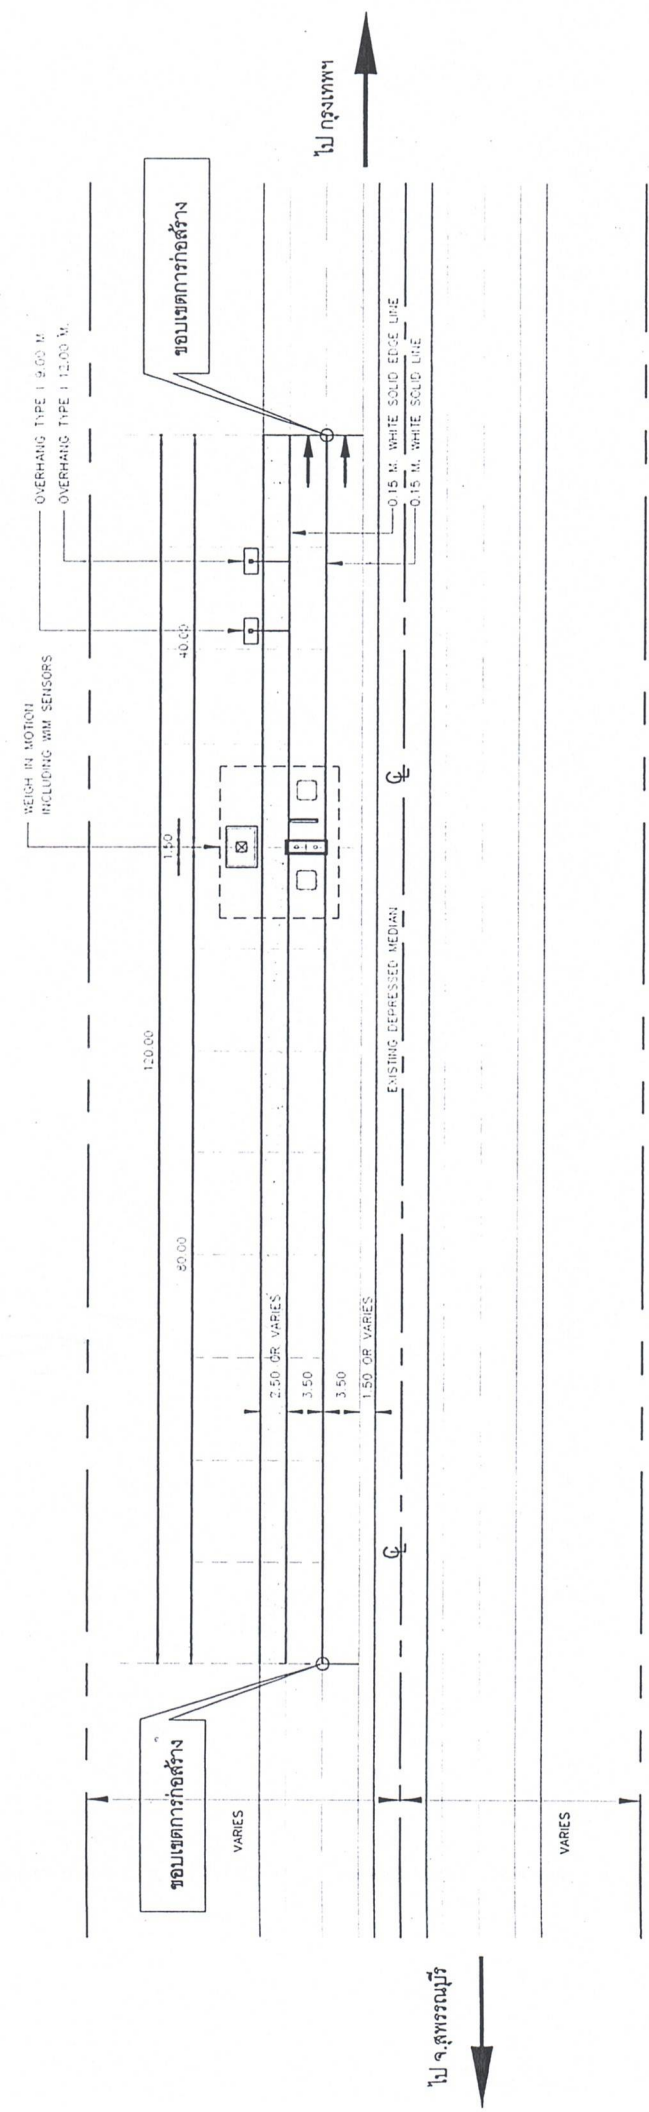 ไป กรุงเทพฯ
ขอบเขตการก่อสร้าง
OVERHANG TYPE I 9.00 M.
OVERHANG TYPE I 12.00 M.
WEIGH IN MOTION
INCLUDING WIM SENSORS
40.00
1.50
120.00
80.00
0.15 M. WHITE SOLID EDGE LINE
0.15 M. WHITE SOLID LINE
EXISTING DEPRESSED MEDIAN
2.50 OR VARIES
3.50
3.50
1.50 OR VARIES
ขอบเขตการก่อสร้าง
VARIES
VARIES
ไป จ.สุพรรณบุรี